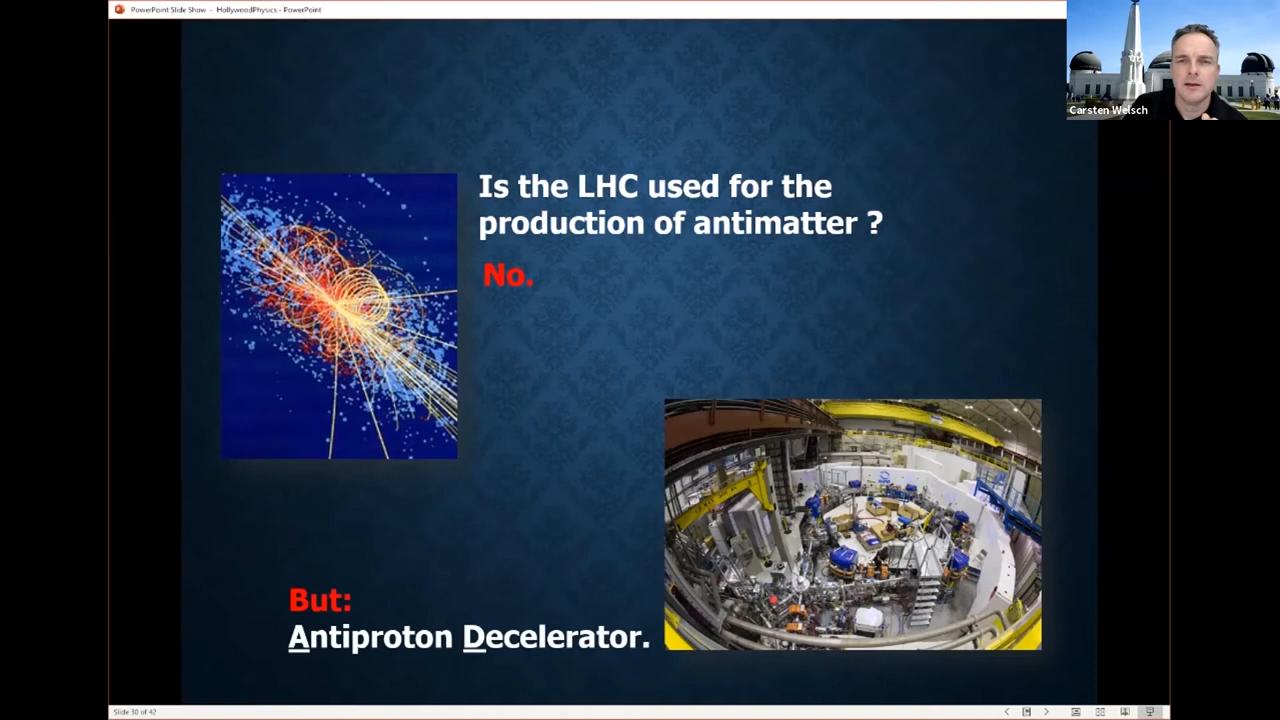 PowerPoint Slide Show - HollywoodPhysics - PowerPoint
Carsten Welsch
Is the LHC used for the
production of antimatter ?
No.
But:
Antiproton Decelerator.
Slide 30 of 42